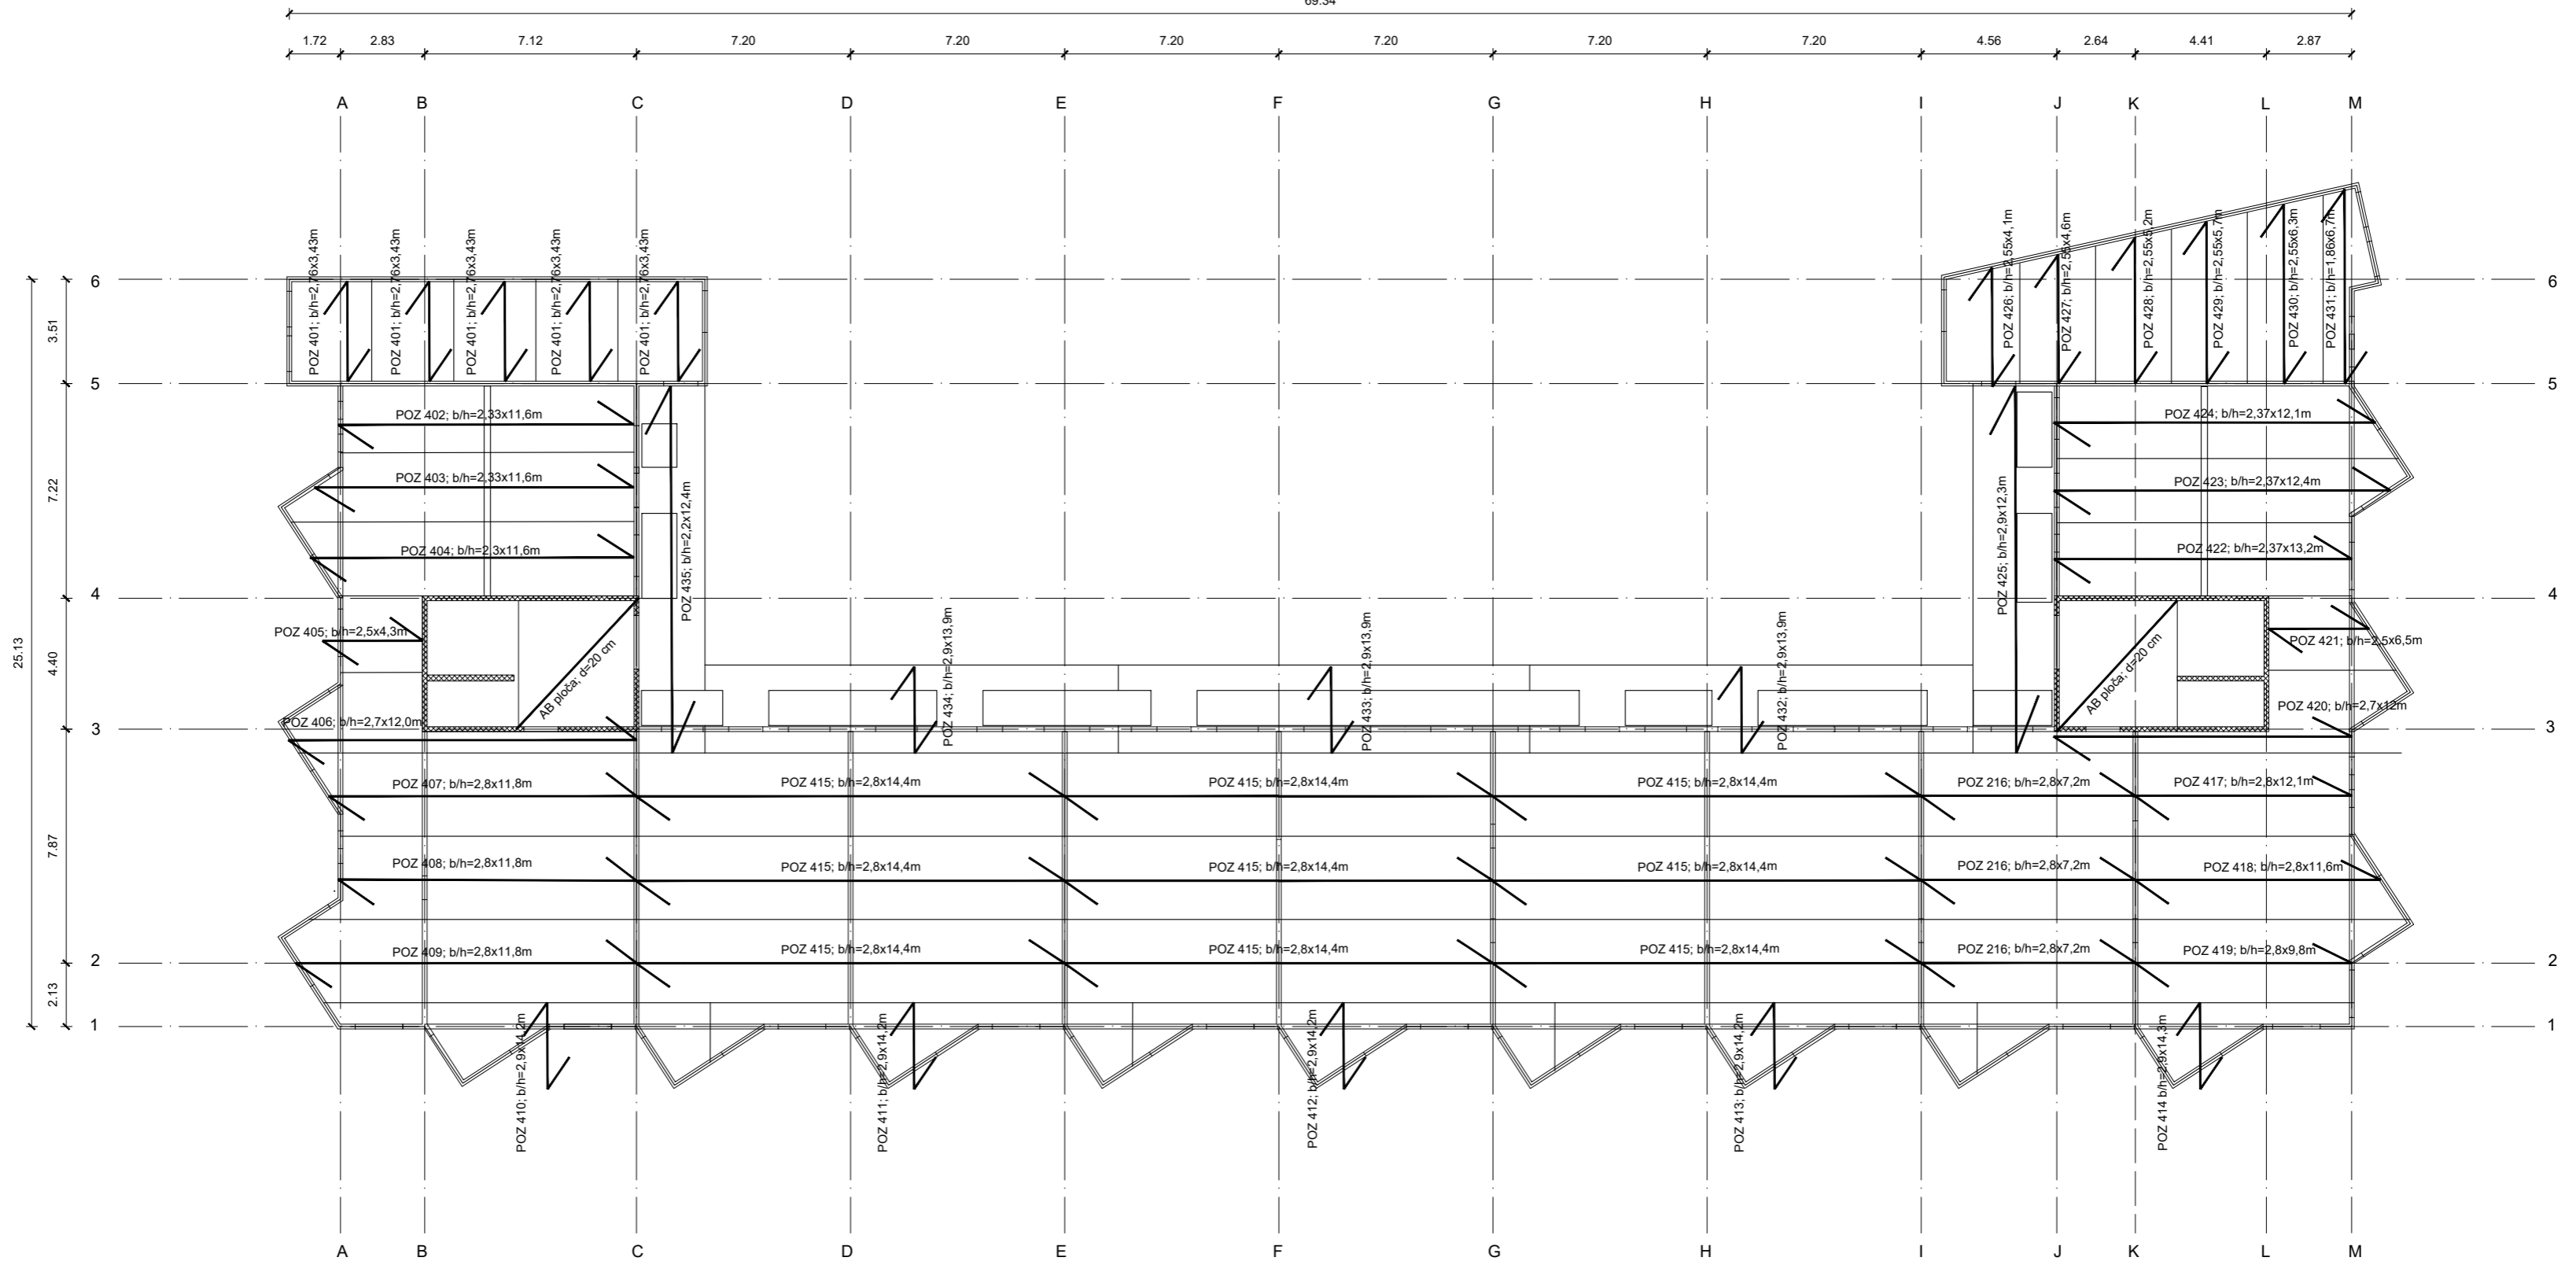 69.34
1.72 2.83 7.12 7.20 7.20 7.20 7.20 7.20 7.20 4.56 2.64 4.41 2.87
A B C D E F G H I J K L M
POZ 401; b/h=2,76x3,43m
POZ 401; b/h=2,76x3,43m
POZ 401; b/h=2,76x3,43m
POZ 401; b/h=2,76x3,43m
POZ 401; b/h=2,76x3,43m
POZ 426; b/h=2,55x4,1m
POZ 427; b/h=2,55x4,6m
POZ 428; b/h=2,55x5,2m
POZ 429; b/h=2,55x5,7m
POZ 430; b/h=2,55x6,3m
POZ 431; b/h=1,86x6,7m
6 6
3.51
5 5
POZ 402; b/h=2,33x11,6m
POZ 424; b/h=2,37x12,1m
POZ 403; b/h=2,33x11,6m
POZ 423; b/h=2,37x12,4m
7.22
POZ 404; b/h=2,3x11,6m
POZ 422; b/h=2,37x13,2m
POZ 435; b/h=2,2x12,4m
POZ 425; b/h=2,9x12,3m
4 4
POZ 405; b/h=2,5x4,3m
POZ 421; b/h=2,5x6,5m
25.13
4.40
AB ploča; d=20 cm
AB ploča; d=20 cm
POZ 434; b/h=2,9x13,9m
POZ 433; b/h=2,9x13,9m
POZ 432; b/h=2,9x13,9m
POZ 406; b/h=2,7x12,0m
POZ 420; b/h=2,7x12m
3 3
POZ 407; b/h=2,8x11,8m
POZ 415; b/h=2,8x14,4m
POZ 415; b/h=2,8x14,4m
POZ 415; b/h=2,8x14,4m
POZ 216; b/h=2,8x7,2m
POZ 417; b/h=2,8x12,1m
7.87
POZ 408; b/h=2,8x11,8m
POZ 415; b/h=2,8x14,4m
POZ 415; b/h=2,8x14,4m
POZ 415; b/h=2,8x14,4m
POZ 216; b/h=2,8x7,2m
POZ 418; b/h=2,8x11,6m
POZ 409; b/h=2,8x11,8m
POZ 415; b/h=2,8x14,4m
POZ 415; b/h=2,8x14,4m
POZ 415; b/h=2,8x14,4m
POZ 216; b/h=2,8x7,2m
POZ 419; b/h=2,8x9,8m
2 2
2.13
1 1
POZ 410; b/h=2,9x14,2m
POZ 411; b/h=2,9x14,2m
POZ 412; b/h=2,9x14,2m
POZ 413; b/h=2,9x14,2m
POZ 414 b/h=2,9x14,3m
A B C D E F G H I J K L M